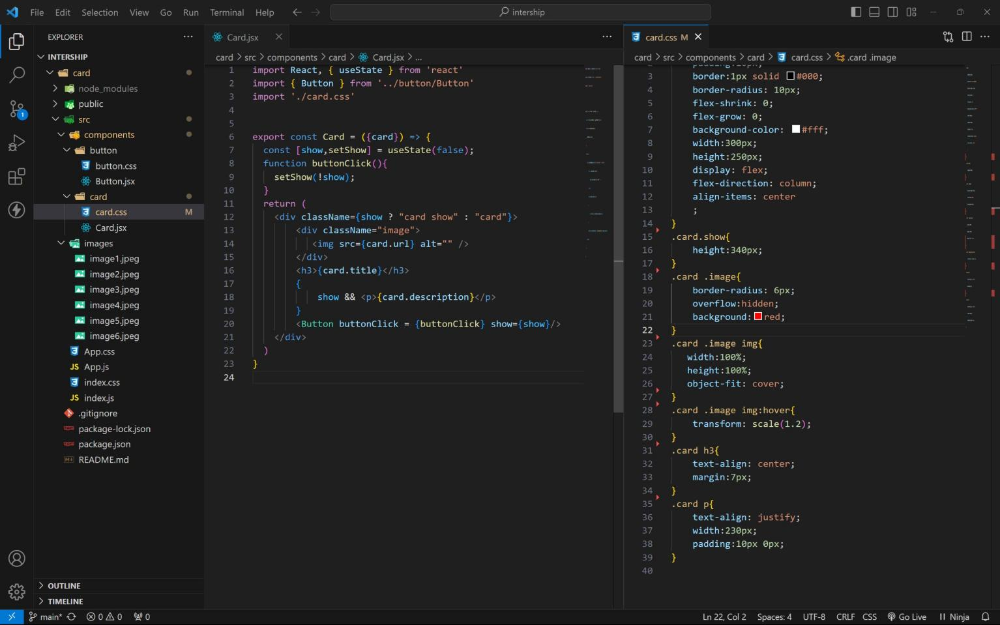 File Edit Selection View Go Run Terminal Help
intership
EXPLORER
INTERSHIP
card
node_modules
public
src
components
button
button.css
Button.jsx
card
card.css M
Card.jsx
images
image1.jpeg
image2.jpeg
image3.jpeg
image4.jpeg
image5.jpeg
image6.jpeg
App.css
JS App.js
index.css
JS index.js
.gitignore
package-lock.json
package.json
README.md
OUTLINE
TIMELINE
1
Card.jsx
card > src > components > card > Card.jsx > ...
1 import React, { useState } from 'react'
2 import { Button } from '../button/Button'
3 import './card.css'
4
5
6 export const Card = ({card}) => {
7 const [show,setShow] = useState(false);
8 function buttonClick(){
9 setShow(!show);
10 }
11 return (
12 <div className={show ? "card show" : "card"}>
13 <div className="image">
14 <img src={card.url} alt="" />
15 </div>
16 <h3>{card.title}</h3>
17 {
18 show && <p>{card.description}</p>
19 }
20 <Button buttonClick = {buttonClick} show={show}/>
21 </div>
22 )
23 }
24
card.css M
card > src > components > card > card.css > .card .image
3 border:1px solid #000;
4 border-radius: 10px;
5 flex-shrink: 0;
6 flex-grow: 0;
7 background-color: #fff;
8 width:300px;
9 height:250px;
10 display: flex;
11 flex-direction: column;
12 align-items: center
13 ;
14 }
15 .card.show{
16 height:340px;
17 }
18 .card .image{
19 border-radius: 6px;
20 overflow:hidden;
21 background: red;
22 }
23 .card .image img{
24 width:100%;
25 height:100%;
26 object-fit: cover;
27 }
28 .card .image img:hover{
29 transform: scale(1.2);
30 }
31 .card h3{
32 text-align: center;
33 margin:7px;
34 }
35 .card p{
36 text-align: justify;
37 width:230px;
38 padding:10px 0px;
39 }
40
main* 0 0 0 Ln 22, Col 2 Spaces: 4 UTF-8 CRLF CSS Go Live Ninja